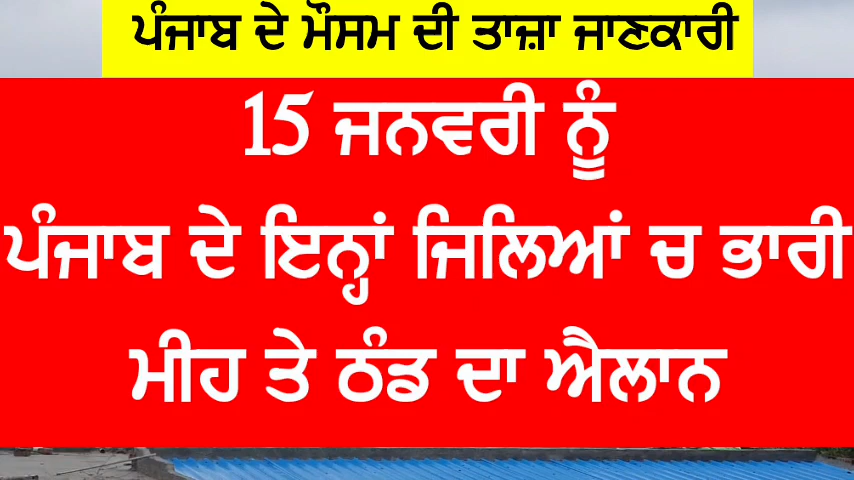 ਪੰਜਾਬ ਦੇ ਮੌਸਮ ਦੀ ਤਾਜ਼ਾ ਜਾਣਕਾਰੀ
15 ਜਨਵਰੀ ਨੂੰ
ਪੰਜਾਬ ਦੇ ਇਨ੍ਹਾਂ ਜਿਲਿਆਂ ਚ ਭਾਰੀ
ਮੀਹ ਤੇ ਠੰਡ ਦਾ ਐਲਾਨ